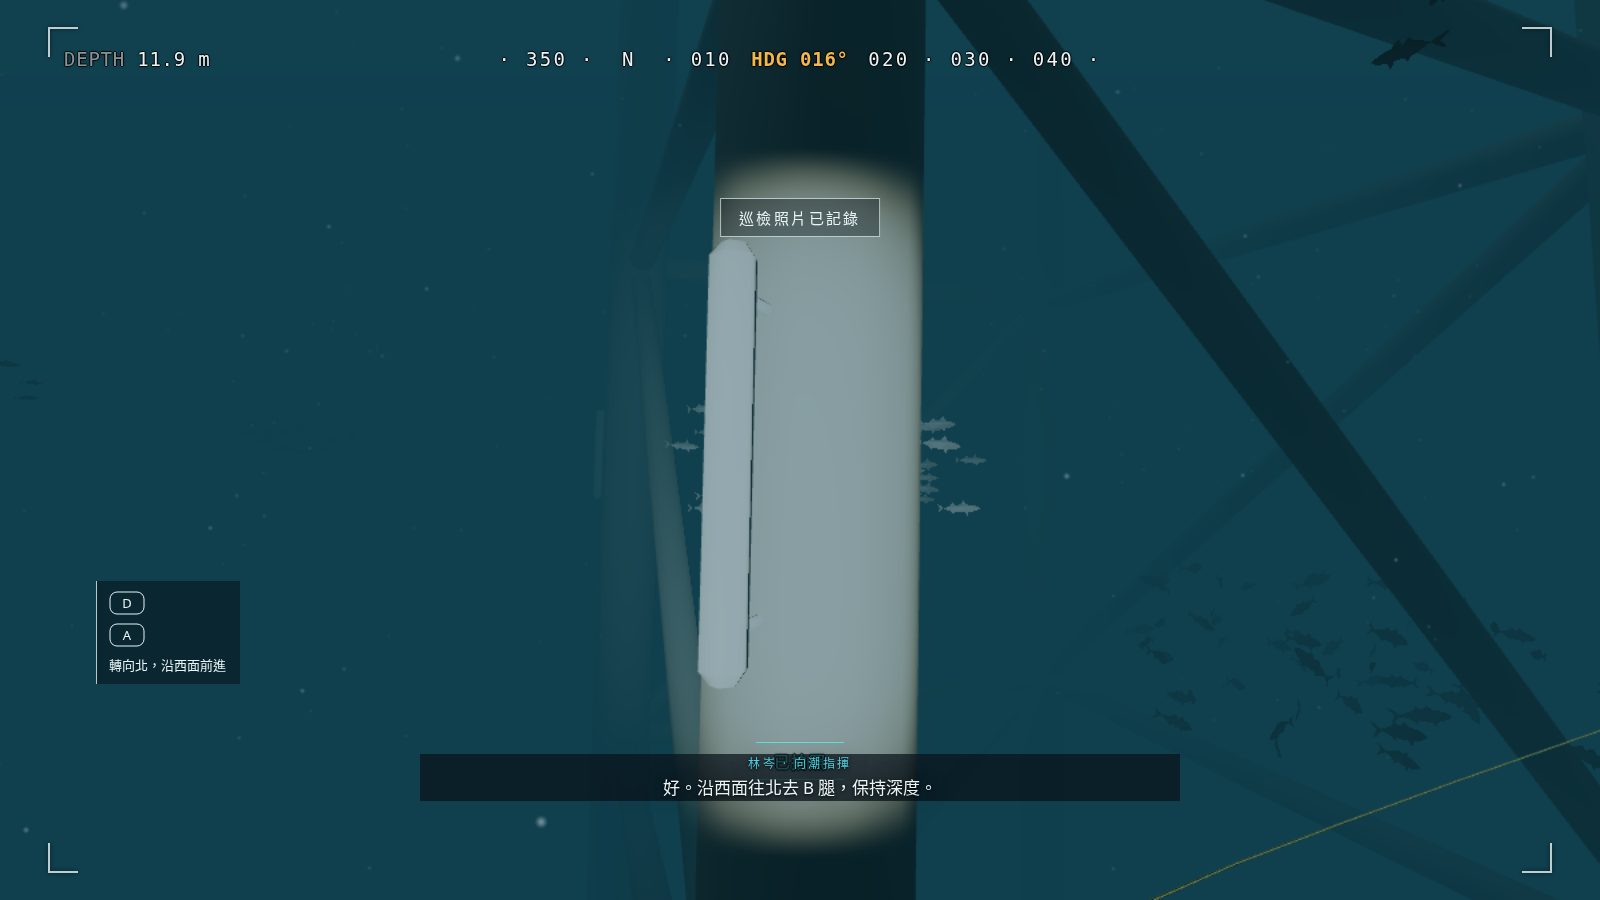 DEPTH 11.9 m
· 350 · N · 010 HDG 016° 020 · 030 · 040 ·
巡檢照片已記錄
D
A
轉向北，沿西面前進
林岑 · 向潮指揮
好。沿西面往北去 B 腿，保持深度。